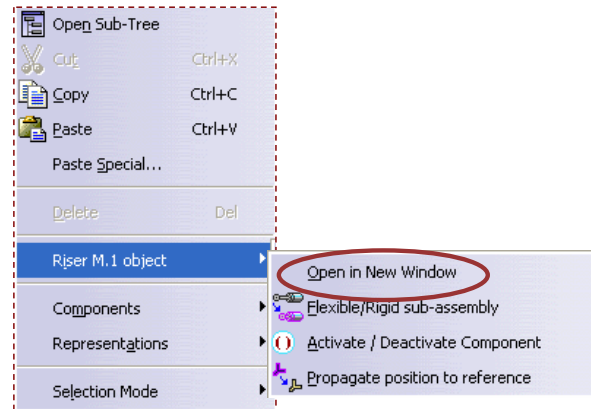 Open Sub-Tree
Cut Ctrl+X
Copy Ctrl+C
Paste Ctrl+V
Paste Special...
Delete Del
Riser M.1 object
Open in New Window
Components
Flexible/Rigid sub-assembly
Representations
Activate / Deactivate Component
Propagate position to reference
Selection Mode